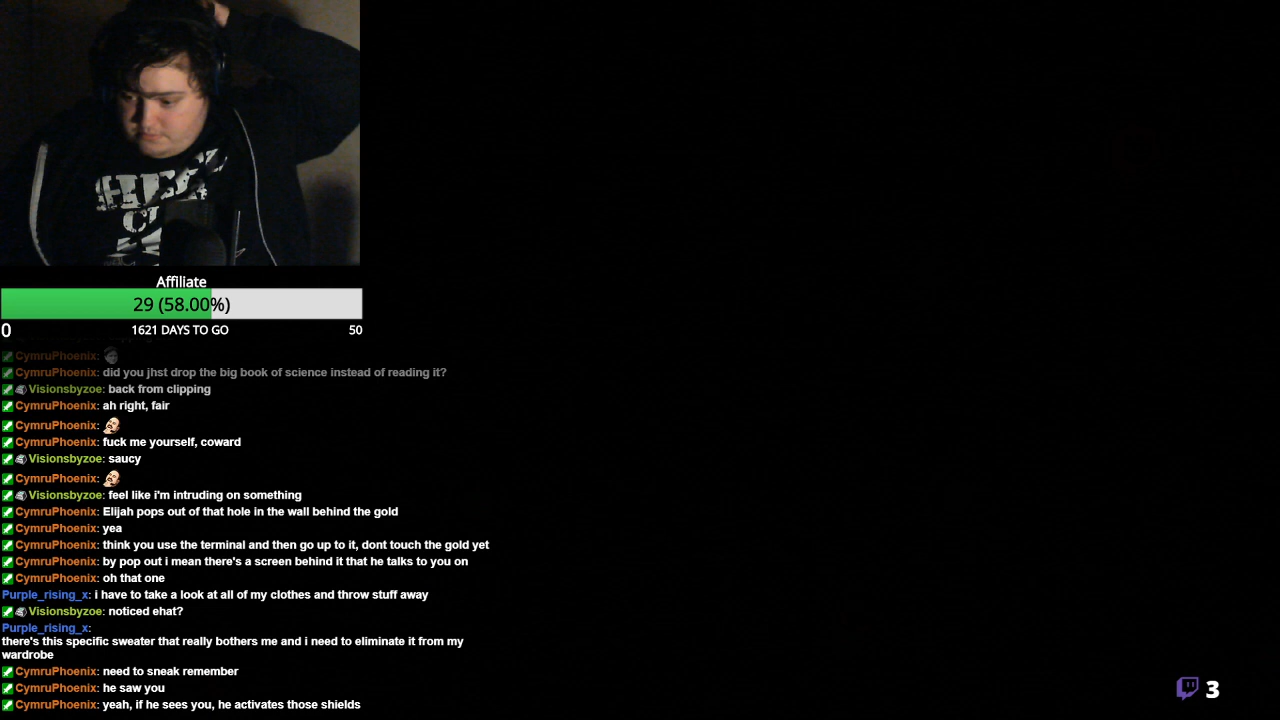 Affiliate
29 (58.00%)
0 1621 DAYS TO GO 50
CymruPhoenix:
CymruPhoenix: did you jhst drop the big book of science instead of reading it?
Visionsbyzoe: back from clipping
CymruPhoenix: ah right, fair
CymruPhoenix:
CymruPhoenix: fuck me yourself, coward
Visionsbyzoe: saucy
CymruPhoenix:
Visionsbyzoe: feel like i'm intruding on something
CymruPhoenix: Elijah pops out of that hole in the wall behind the gold
CymruPhoenix: yea
CymruPhoenix: think you use the terminal and then go up to it, dont touch the gold yet
CymruPhoenix: by pop out i mean there's a screen behind it that he talks to you on
CymruPhoenix: oh that one
Purple_rising_x: i have to take a look at all of my clothes and throw stuff away
Visionsbyzoe: noticed ehat?
Purple_rising_x:
there's this specific sweater that really bothers me and i need to eliminate it from my
wardrobe
CymruPhoenix: need to sneak remember
CymruPhoenix: he saw you
CymruPhoenix: yeah, if he sees you, he activates those shields
3